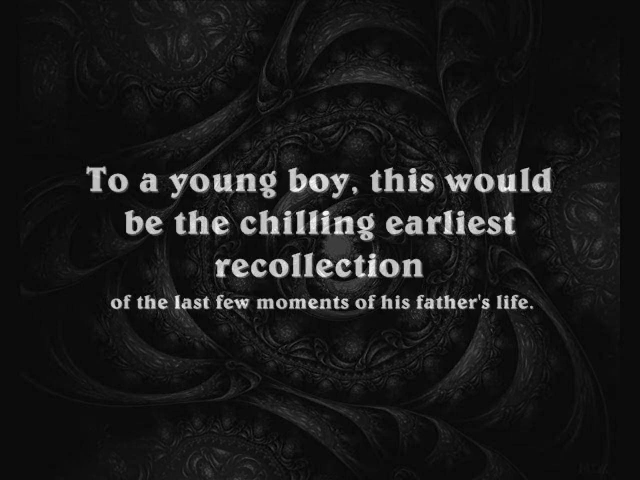 To a young boy, this would
be the chilling earliest
recollection
of the last few moments of his father's life.